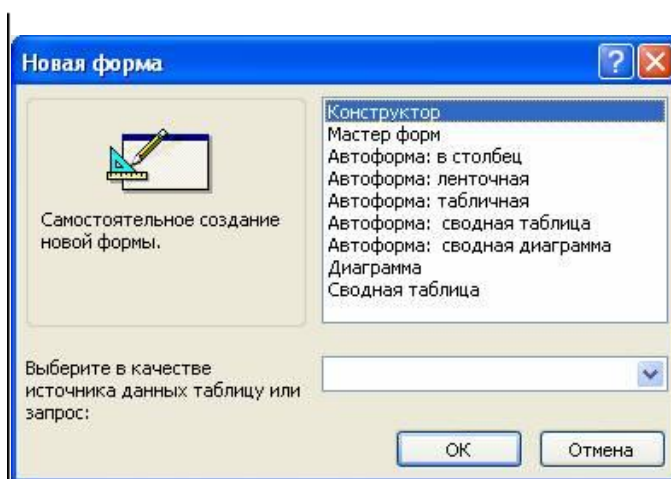 Новая форма
Самостоятельное создание
новой формы.
Конструктор
Мастер форм
Автоформа: в столбец
Автоформа: ленточная
Автоформа: табличная
Автоформа: сводная таблица
Автоформа: сводная диаграмма
Диаграмма
Сводная таблица
Выберите в качестве
источника данных таблицу или
запрос:
ОК
Отмена